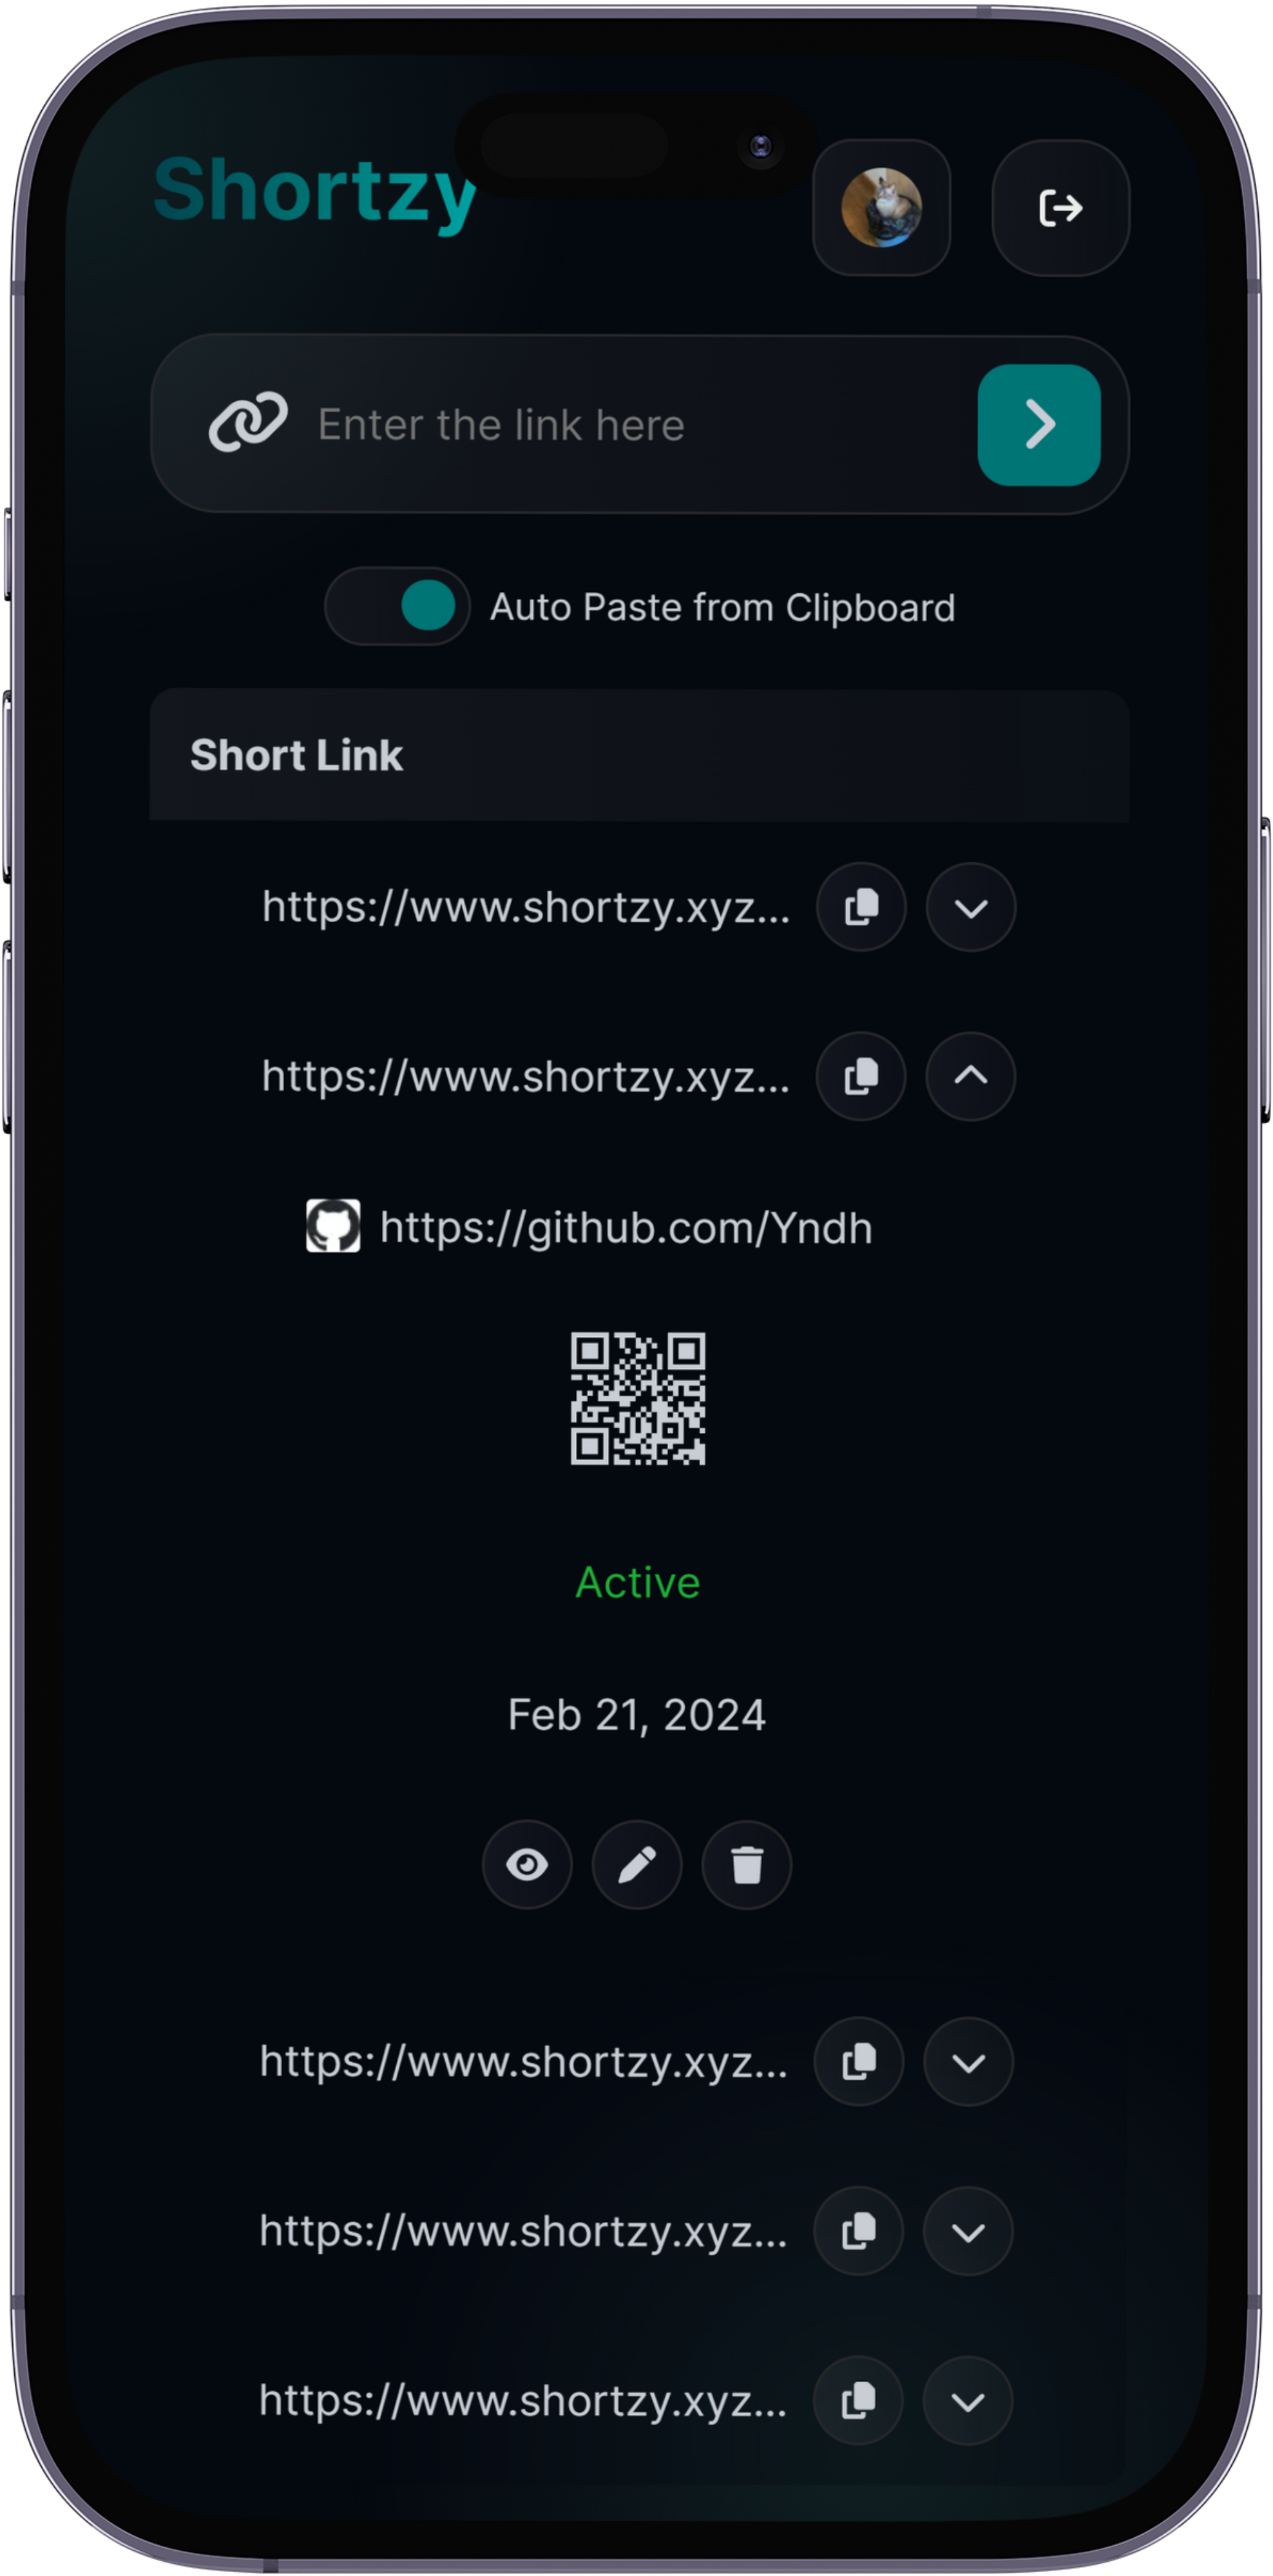 Shortzy
Enter the link here
Auto Paste from Clipboard
Short Link
https://www.shortzy.xyz...
https://www.shortzy.xyz...
https://github.com/Yndh
Active
Feb 21, 2024
https://www.shortzy.xyz...
https://www.shortzy.xyz...
https://www.shortzy.xyz...